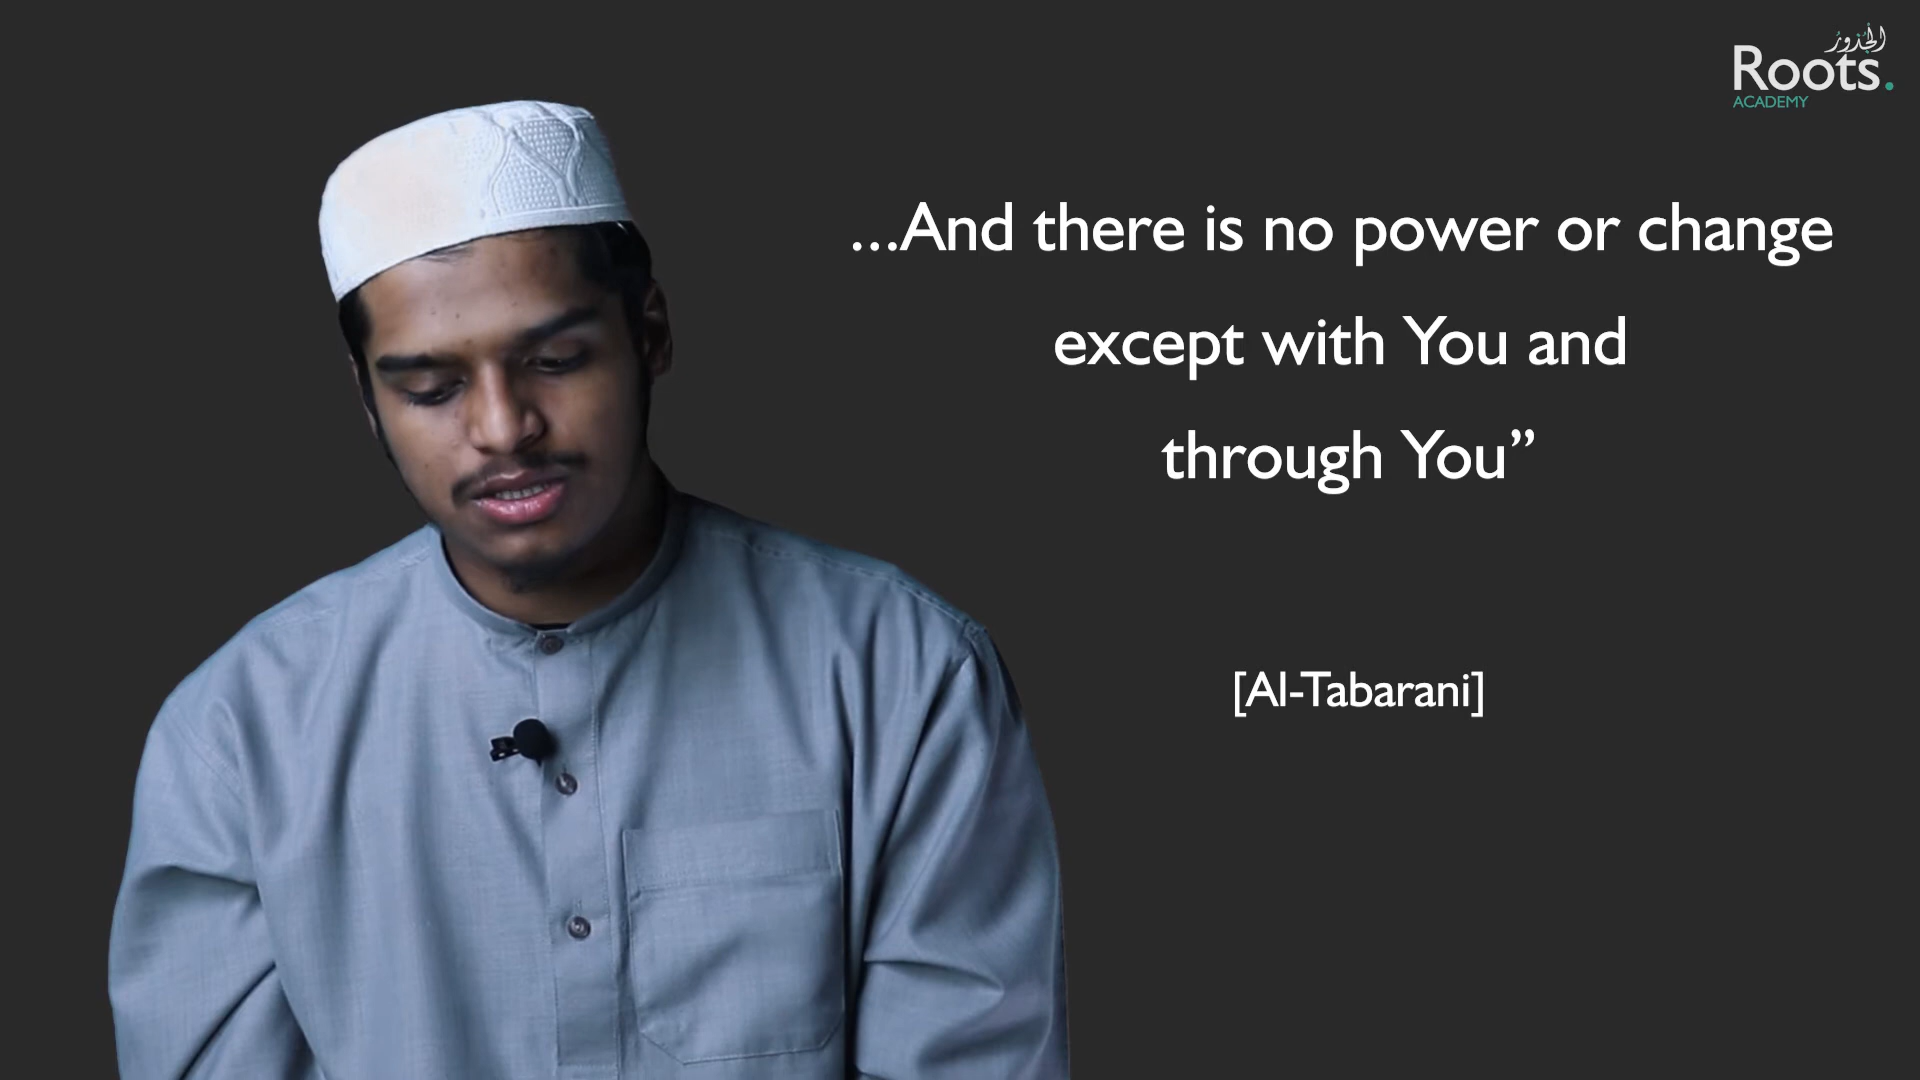 الجذور
Roots.
ACADEMY
...And there is no power or change
except with You and
through You”
[Al-Tabarani]